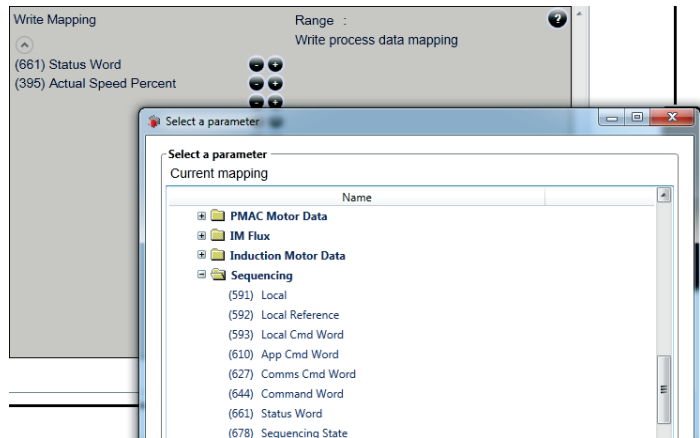 Write Mapping
Range :
?
Write process data mapping
(661) Status Word
- +
(395) Actual Speed Percent
- +
- +
Select a parameter
Select a parameter
Current mapping
Name
PMAC Motor Data
IM Flux
Induction Motor Data
Sequencing
(591) Local
(592) Local Reference
(593) Local Cmd Word
(610) App Cmd Word
(627) Comms Cmd Word
(644) Command Word
(661) Status Word
(678) Sequencing State